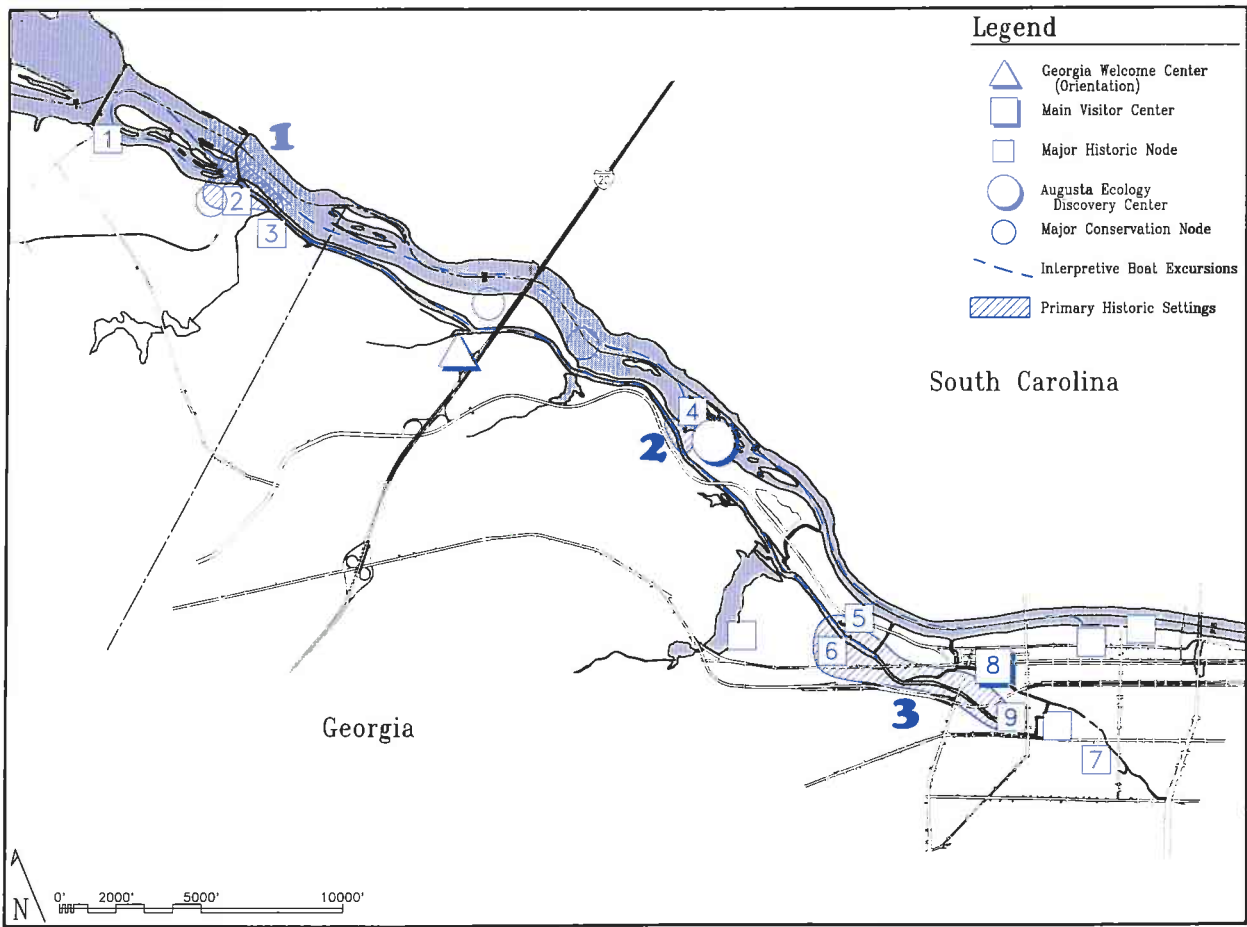 Legend
Georgia Welcome Center
(Orientation)
Main Visitor Center
Major Historic Node
Augusta Ecology
Discovery Center
Major Conservation Node
Interpretive Boat Excursions
Primary Historic Settings
1
1
2
3
20
South Carolina
4
2
5
6
8
3
9
7
Georgia
N
0' 2000' 5000' 10000'